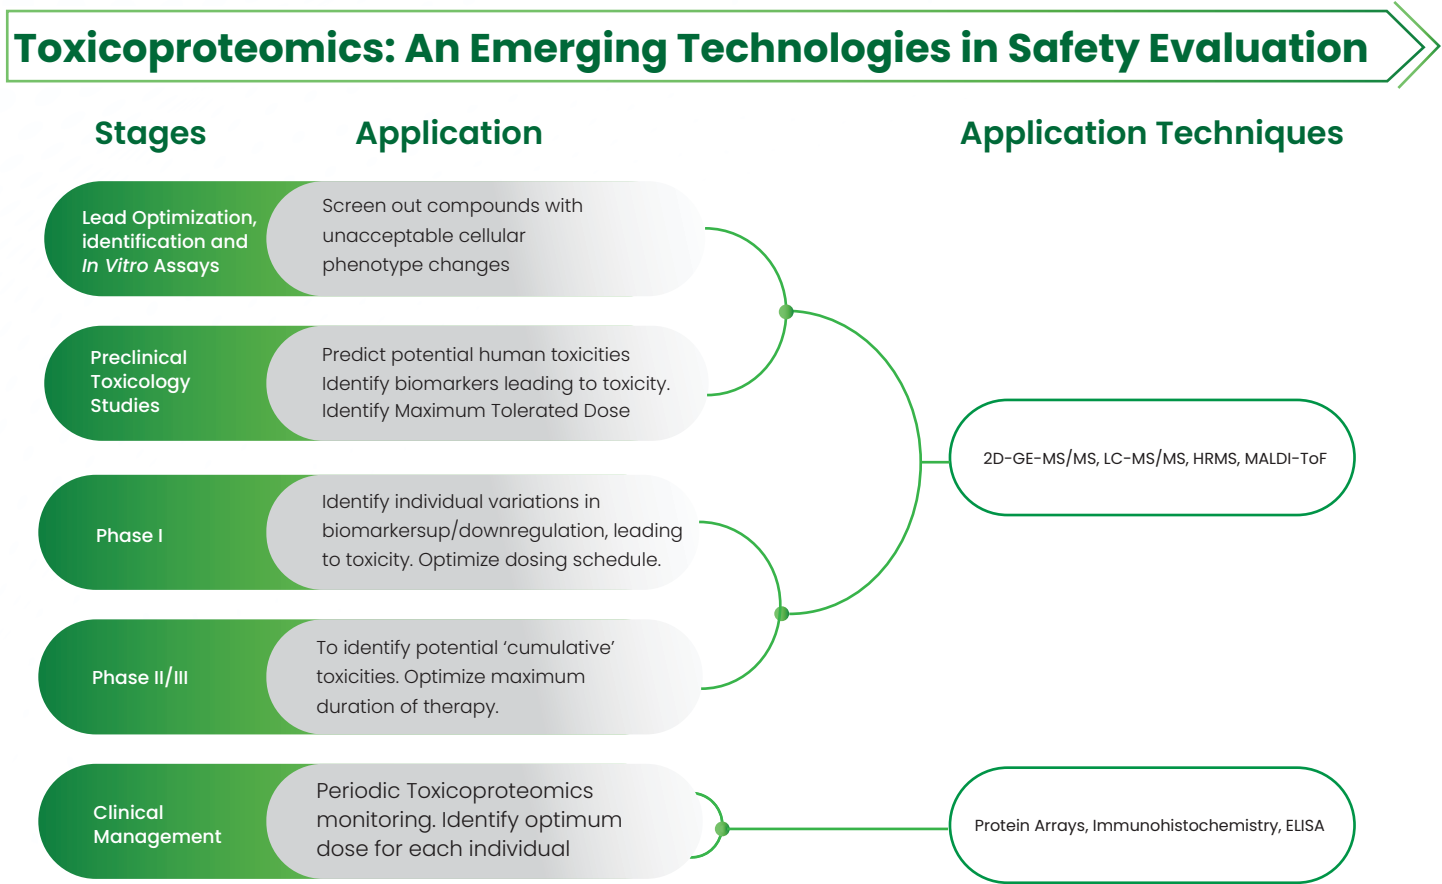 Toxicoproteomics: An Emerging Technologies in Safety Evaluation
Stages
Application
Application Techniques
Lead Optimization,
identification and
In Vitro Assays
Screen out compounds with
unacceptable cellular
phenotype changes
Preclinical
Toxicology
Studies
Predict potential human toxicities
Identify biomarkers leading to toxicity.
Identify Maximum Tolerated Dose
2D-GE-MS/MS, LC-MS/MS, HRMS, MALDI-ToF
Phase I
Identify individual variations in
biomarkersup/downregulation, leading
to toxicity. Optimize dosing schedule.
Phase II/III
To identify potential ‘cumulative’
toxicities. Optimize maximum
duration of therapy.
Clinical
Management
Periodic Toxicoproteomics
monitoring. Identify optimum
dose for each individual
Protein Arrays, Immunohistochemistry, ELISA